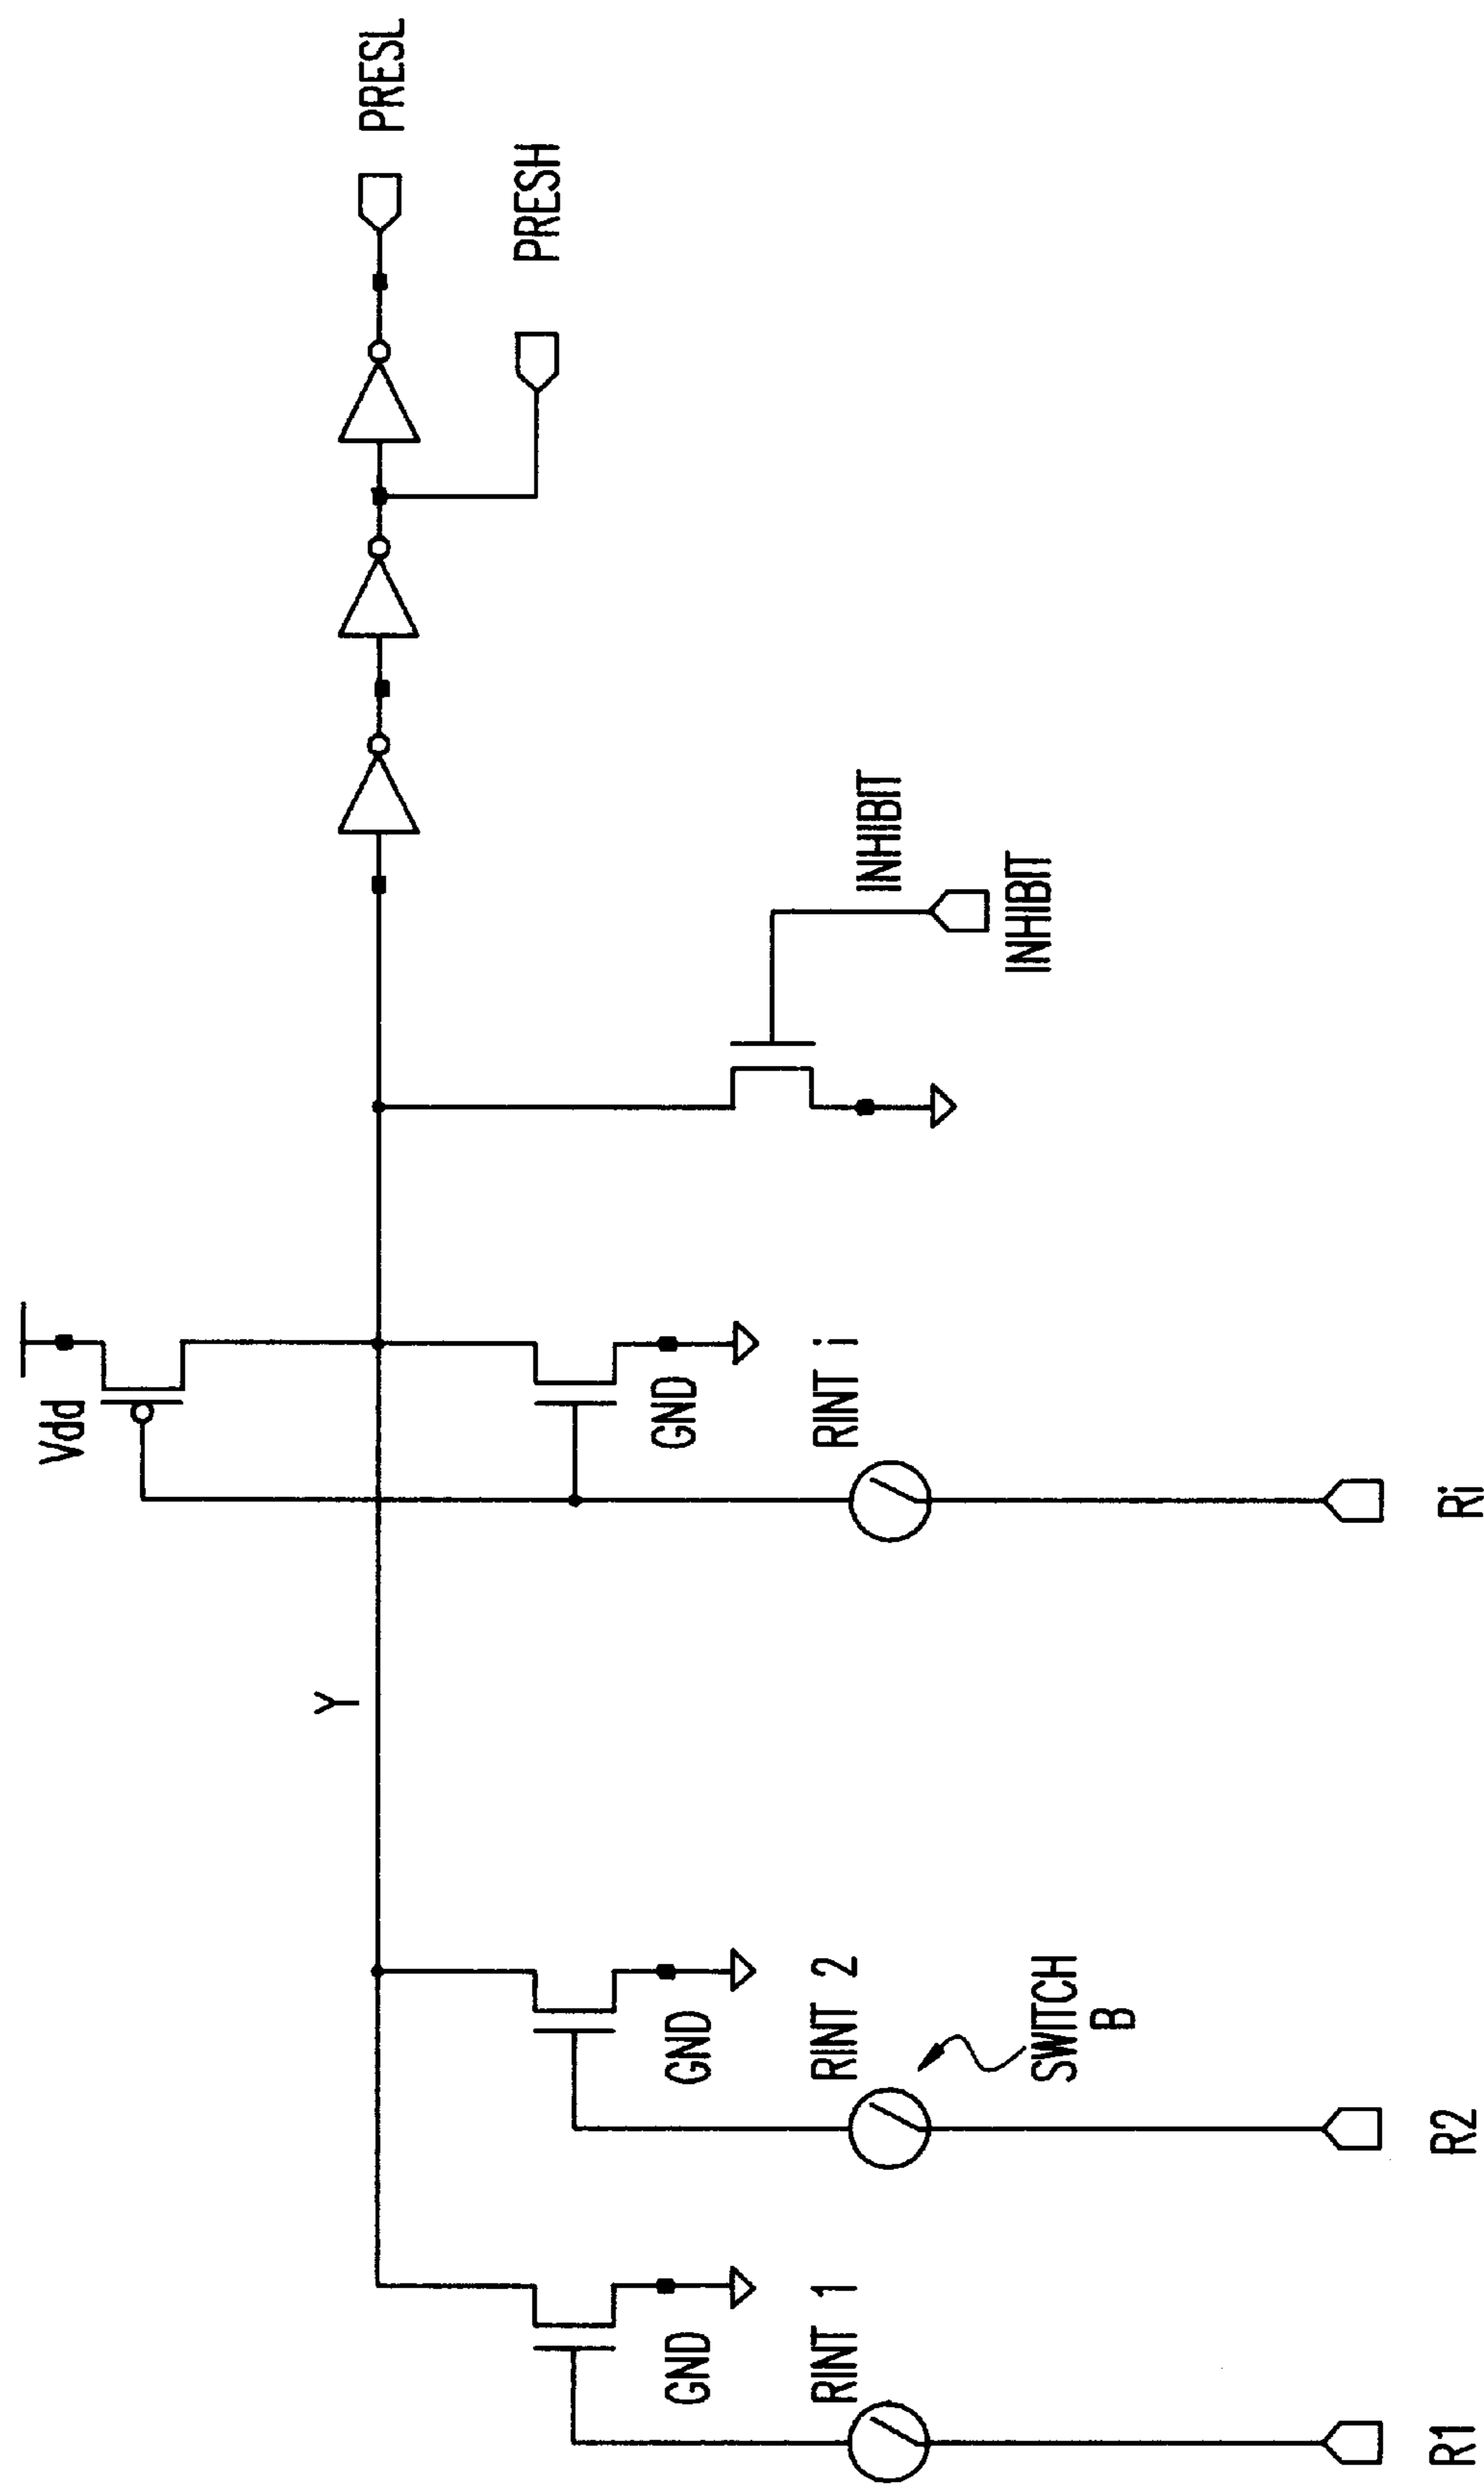 Vdd
Y
PRESL
PRESH
GND
GND
GND
INHIBIT
INHIBIT
RINT 1
RINT 2
RINT i
SWITCH
B
R1
R2
Ri